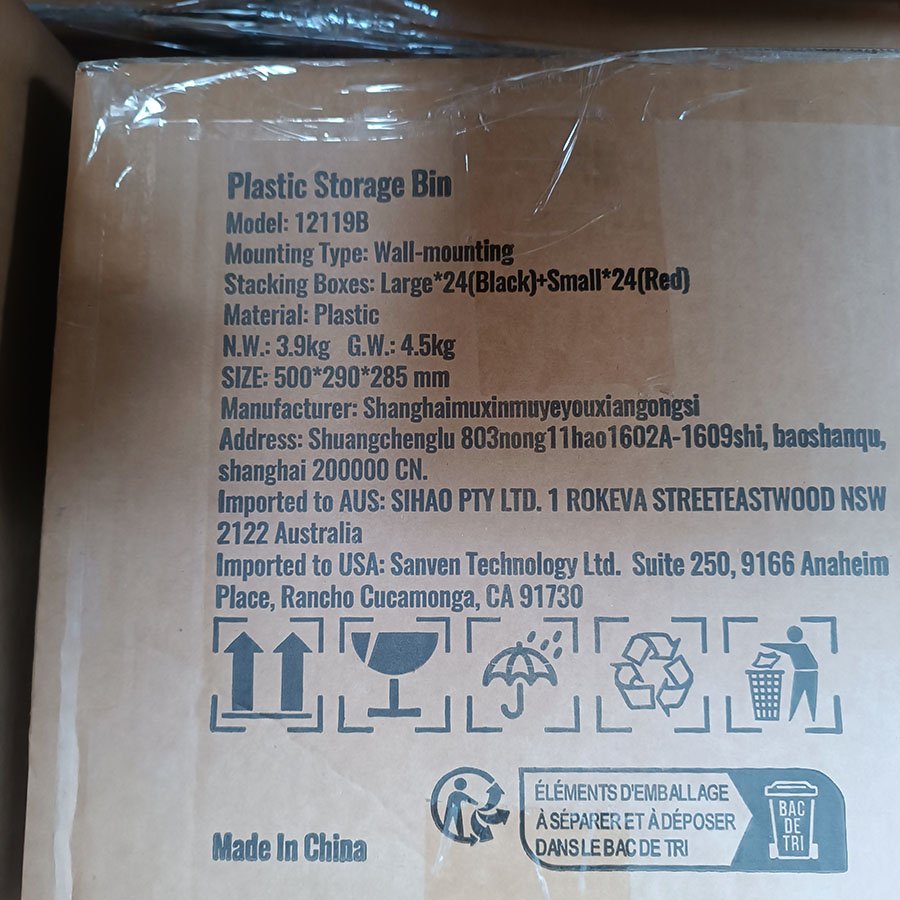 Plastic Storage Bin
Model: 12119B
Mounting Type: Wall-mounting
Stacking Boxes: Large*24(Black)+Small*24(Red)
Material: Plastic
N.W.: 3.9kg G.W.: 4.5kg
SIZE: 500*290*285 mm
Manufacturer: Shanghaimuxinmuyeyouxiangongsi
Address: Shuangchenglu 803nong11hao1602A-1609shi, baoshanqu,
shanghai 200000 CN.
Imported to AUS: SIHAO PTY LTD. 1 ROKEVA STREETEASTWOOD NSW
2122 Australia
Imported to USA: Sanven Technology Ltd. Suite 250, 9166 Anaheim
Place, Rancho Cucamonga, CA 91730
ÉLÉMENTS D'EMBALLAGE
À SÉPARER ET À DÉPOSER
DANS LE BAC DE TRI
BAC
DE
TRI
Made In China